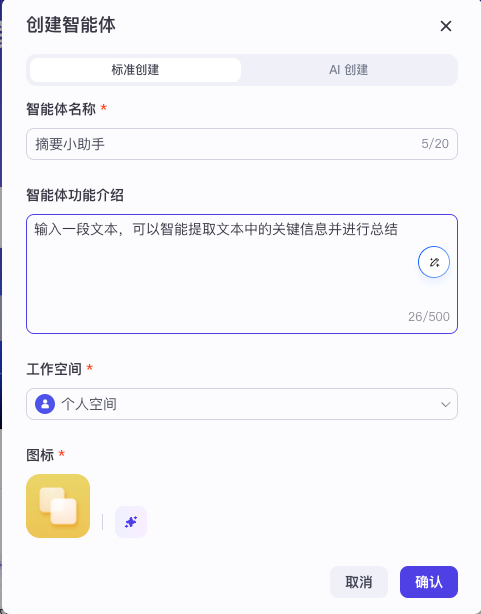 创建智能体
标准创建
AI 创建
智能体名称 *
摘要小助手
5/20
智能体功能介绍
输入一段文本，可以智能提取文本中的关键信息并进行总结
26/500
工作空间 *
个人空间
图标 *
取消
确认